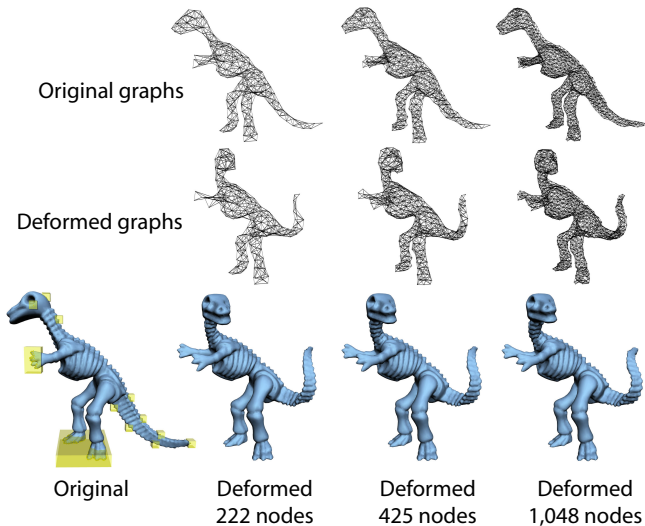 Original graphs
Deformed graphs
Original
Deformed
222 nodes
Deformed
425 nodes
Deformed
1,048 nodes